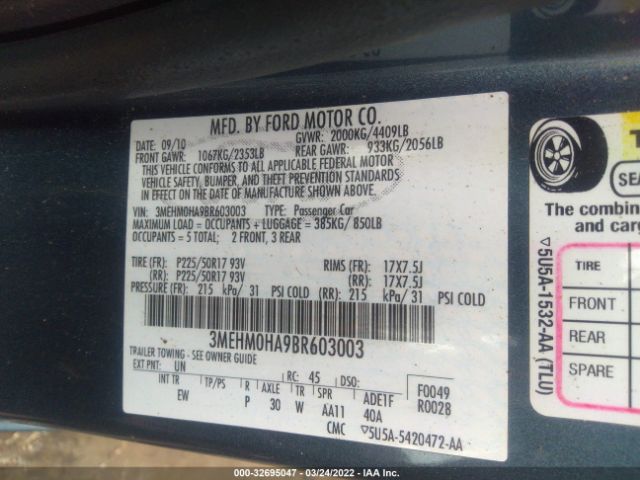 MFD. BY FORD MOTOR CO.
DATE: 09/10 GVWR: 2000KG/4409LB
FRONT GAWR: 1067KG/2353LB REAR GAWR: 933KG/2056LB
THIS VEHICLE CONFORMS TO ALL APPLICABLE FEDERAL MOTOR
VEHICLE SAFETY, BUMPER, AND THEFT PREVENTION STANDARDS
IN EFFECT ON THE DATE OF MANUFACTURE SHOWN ABOVE.
VIN: 3MEHM0HA9BR603003 TYPE: Passenger Car
MAXIMUM LOAD = OCCUPANTS + LUGGAGE = 385KG/ 850LB
OCCUPANTS = 5 TOTAL; 2 FRONT, 3 REAR
TIRE (FR): P225/50R17 93V RIMS (FR): 17X7.5J
(RR): P225/50R17 93V (RR): 17X7.5J
PRESSURE (FR): 215 kPa/ 31 PSI COLD (RR): 215 kPa/ 31 PSI COLD
3MEHM0HA9BR603003
TRAILER TOWING - SEE OWNER GUIDE
EXT PNT: UN RC: 45 DSO:
INT TR TP/PS R AXLE TR SPR ADE1F F0049
EW P 30 W AA11 40A R002B
CMC ▽5U5A-5420472-AA
SEA
The combin
and carg
TIRE
FRONT
REAR
SPARE
▽5U5A-1532-AA (TLU)
000-32695047 - 03/24/2022 - IAA Inc.